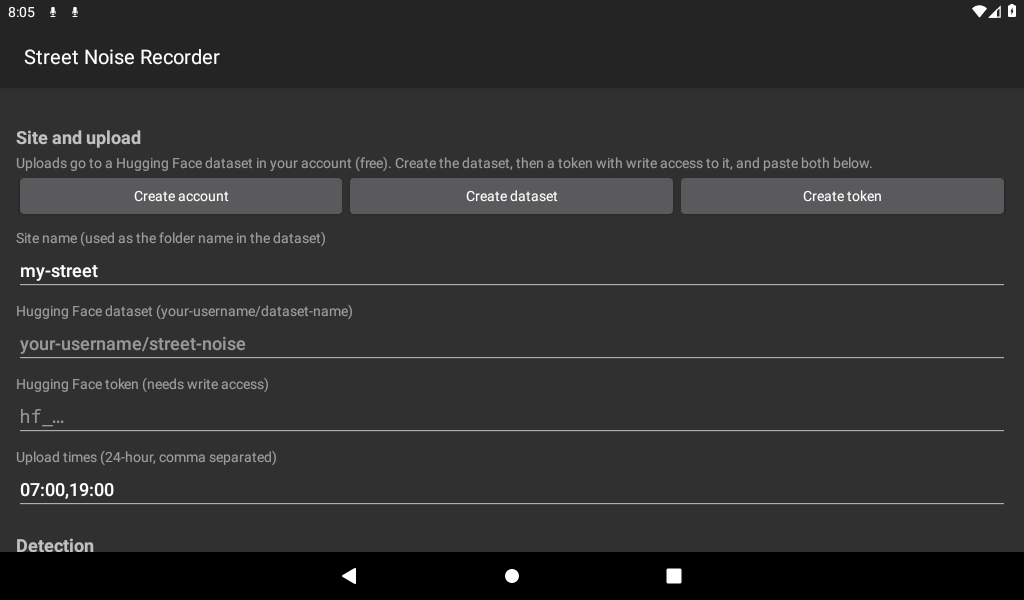 8:05
Street Noise Recorder
Site and upload
Uploads go to a Hugging Face dataset in your account (free). Create the dataset, then a token with write access to it, and paste both below.
Create account Create dataset Create token
Site name (used as the folder name in the dataset)
my-street
Hugging Face dataset (your-username/dataset-name)
your-username/street-noise
Hugging Face token (needs write access)
hf_…
Upload times (24-hour, comma separated)
07:00,19:00
Detection